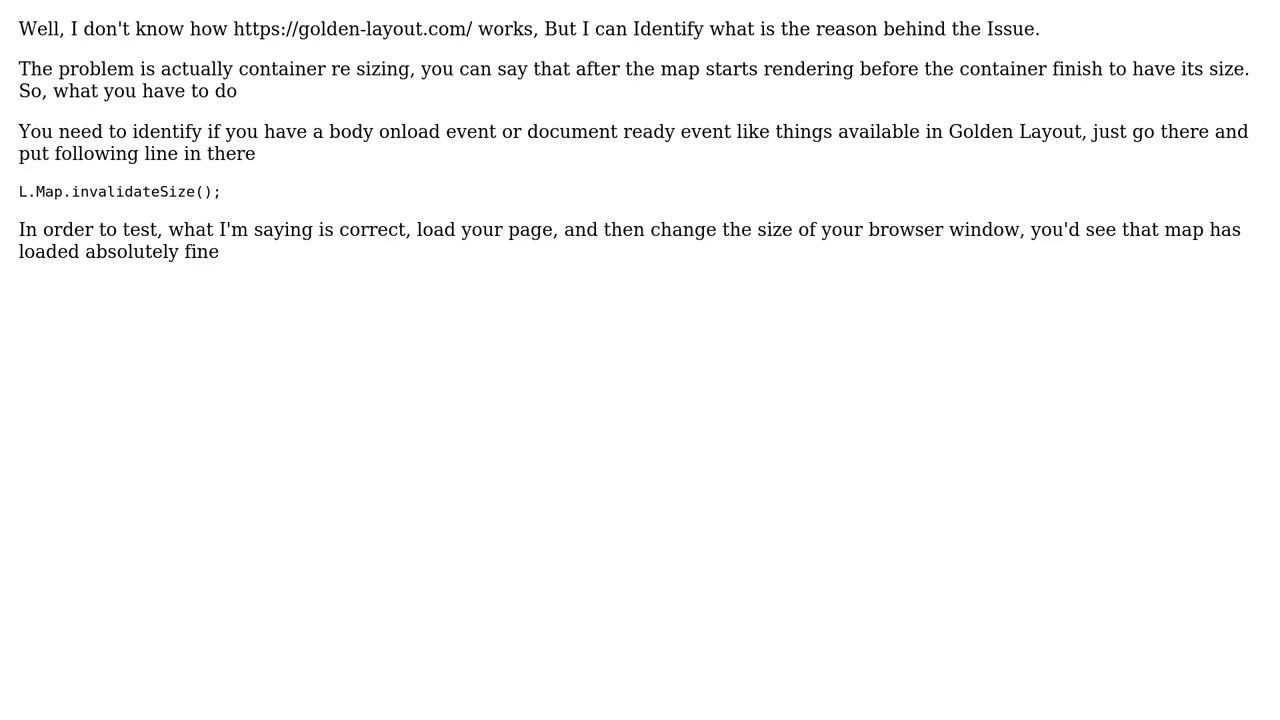 Well, I don't know how https://golden-layout.com/ works, But I can Identify what is the reason behind the Issue.
The problem is actually container re sizing, you can say that after the map starts rendering before the container finish to have its size.
So, what you have to do
You need to identify if you have a body onload event or document ready event like things available in Golden Layout, just go there and
put following line in there
L.Map.invalidateSize();
In order to test, what I'm saying is correct, load your page, and then change the size of your browser window, you'd see that map has
loaded absolutely fine